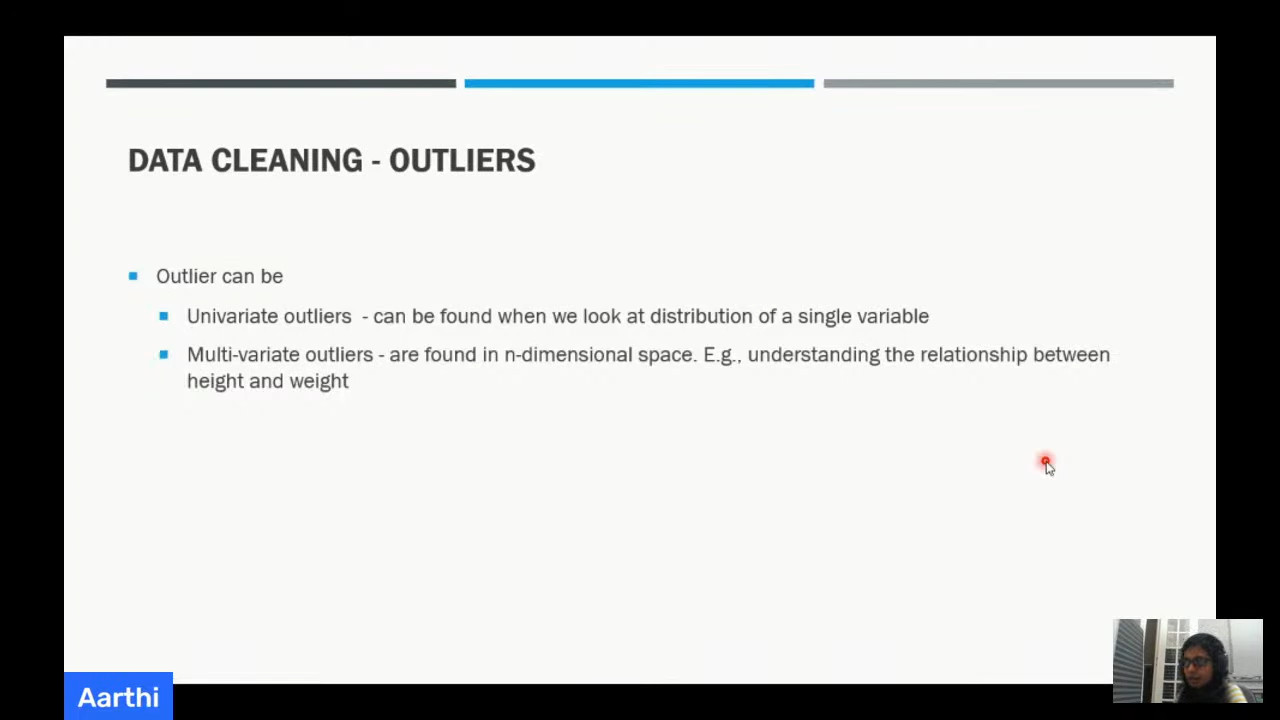 DATA CLEANING - OUTLIERS
Outlier can be
Univariate outliers - can be found when we look at distribution of a single variable
Multi-variate outliers - are found in n-dimensional space. E.g., understanding the relationship between
height and weight
Aarthi